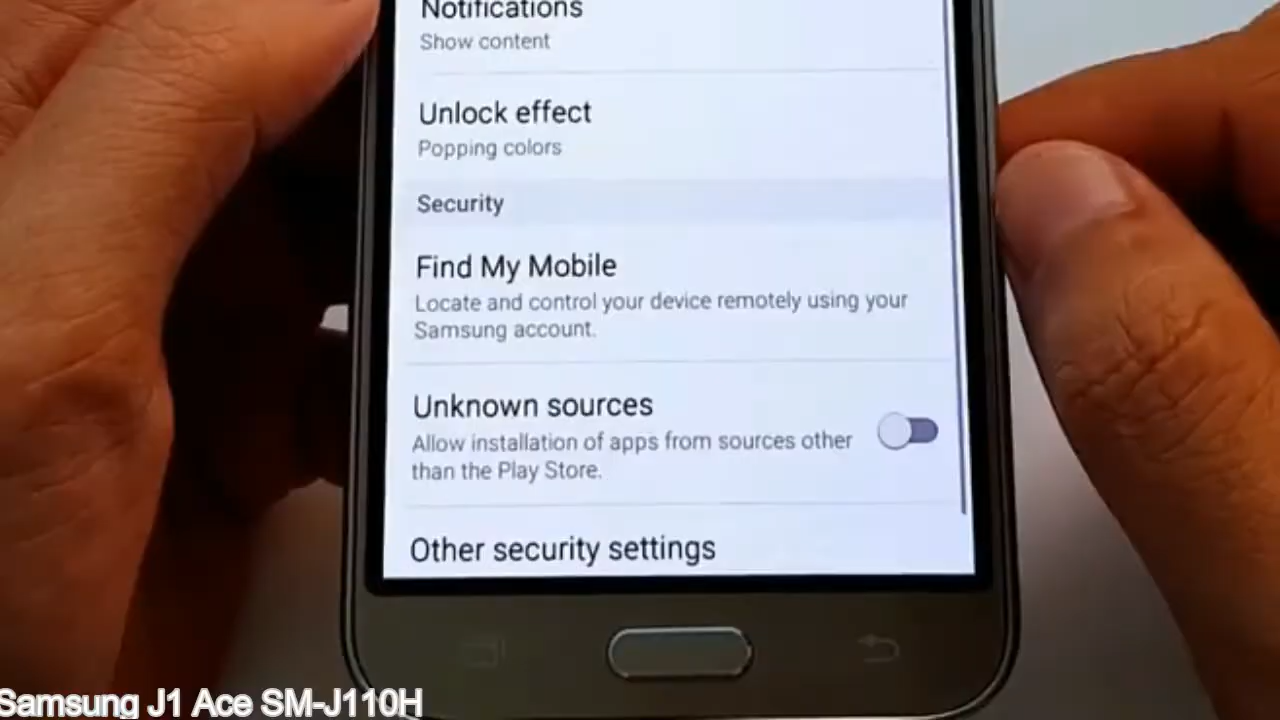 Notifications
Show content
Unlock effect
Popping colors
Security
Find My Mobile
Locate and control your device remotely using your
Samsung account.
Unknown sources
Allow installation of apps from sources other
than the Play Store.
Other security settings
Samsung J1 Ace SM-J110H